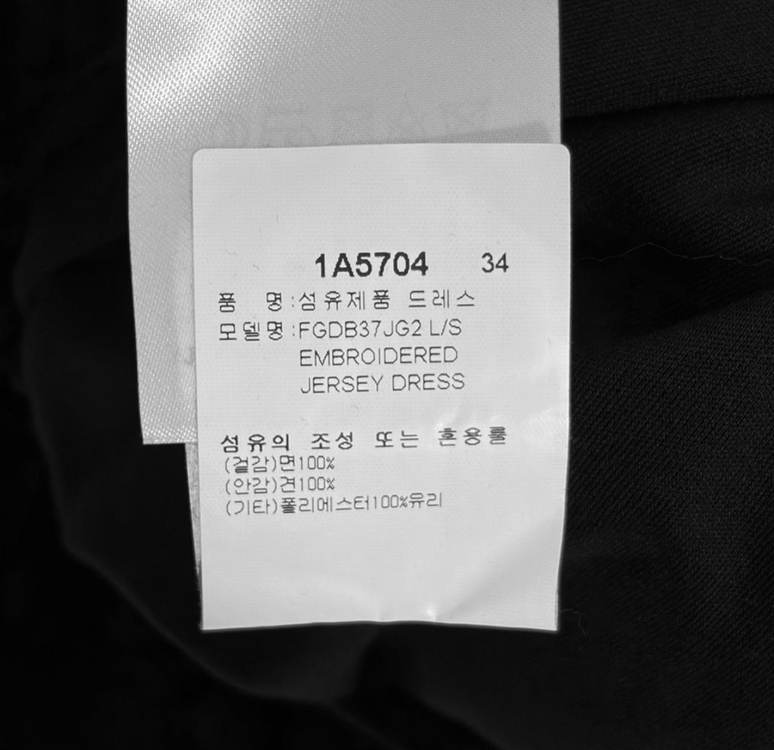 1A5704 34
품 명:섬유제품 드레스
모델명:FGDB37JG2 L/S
EMBROIDERED
JERSEY DRESS
섬유의 조성 또는 혼용률
(겉감)면100%
(안감)견100%
(기타)폴리에스터100%유리